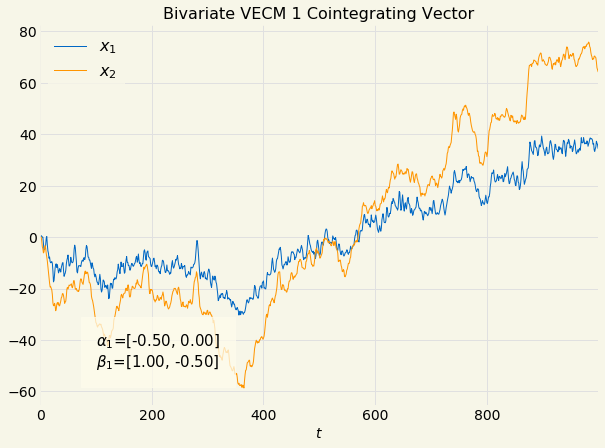 Bivariate VECM 1 Cointegrating Vector
80
60
40
20
0
−20
−40
−60
x₁
x₂
α₁=[-0.50, 0.00]
β₁=[1.00, -0.50]
0 200 400 600 800
t